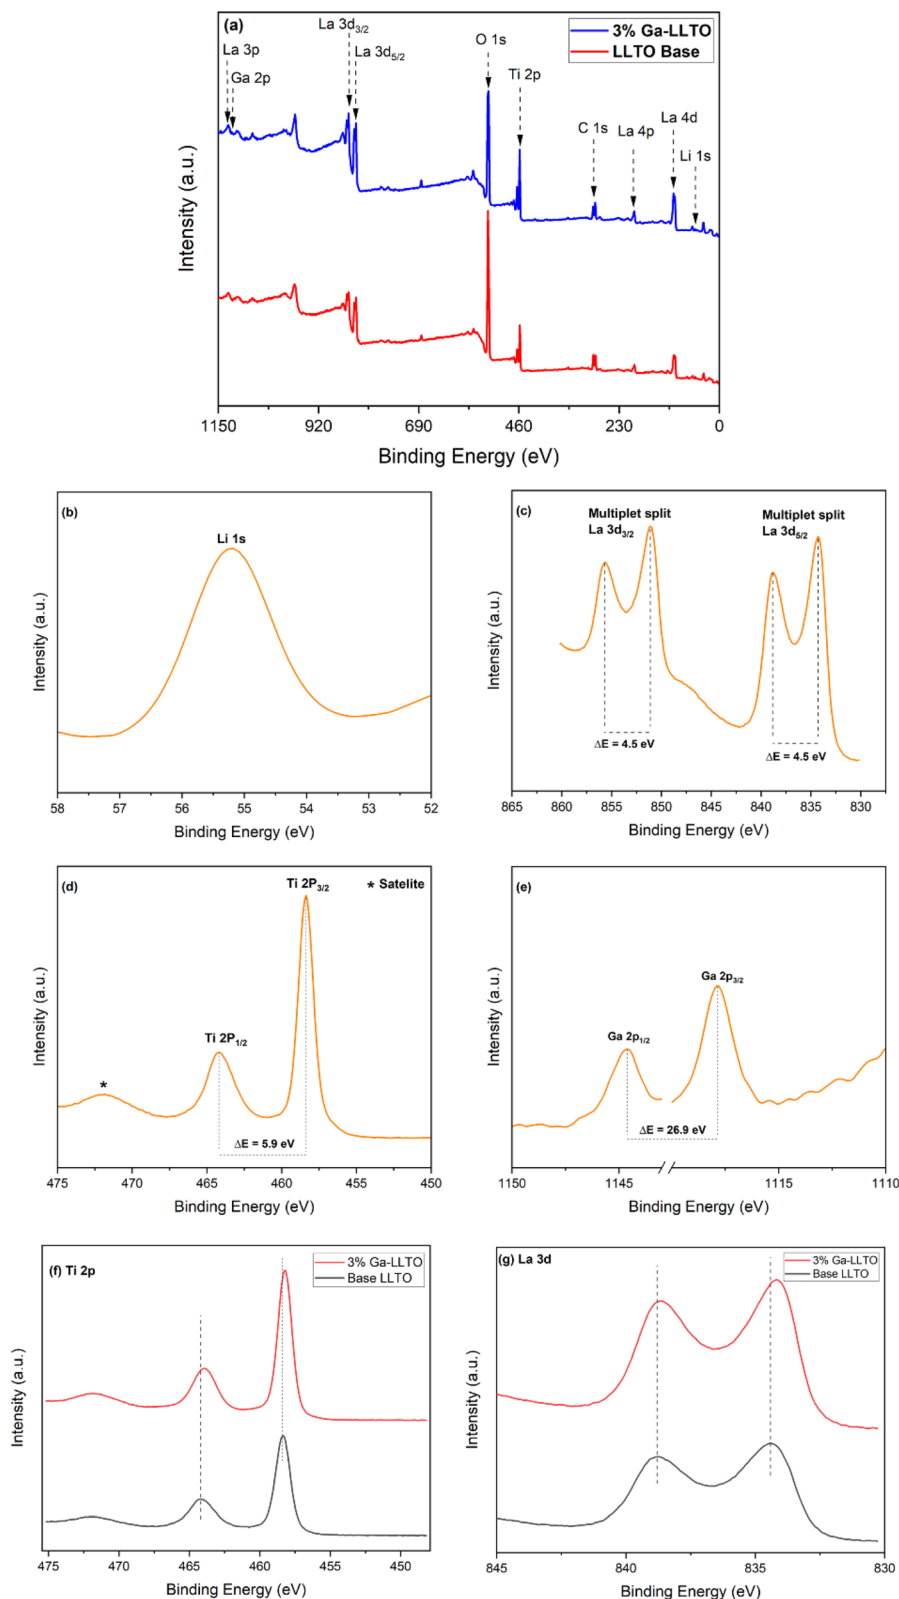 (a)
3% Ga-LLTO
LLTO Base
La 3p
Ga 2p
La 3d3/2
La 3d5/2
O 1s
Ti 2p
C 1s
La 4p
La 4d
Li 1s
Intensity (a.u.)
1150 920 690 460 230 0
Binding Energy (eV)
(b)
Li 1s
Intensity (a.u.)
58 57 56 55 54 53 52
Binding Energy (eV)
(c)
Multiplet split
La 3d3/2
Multiplet split
La 3d5/2
ΔE = 4.5 eV
ΔE = 4.5 eV
Intensity (a.u.)
865 860 855 850 845 840 835 830
Binding Energy (eV)
(d)
Ti 2P3/2
* Satelite
Ti 2P1/2
*
ΔE = 5.9 eV
Intensity (a.u.)
475 470 465 460 455 450
Binding Energy (eV)
(e)
Ga 2p3/2
Ga 2p1/2
ΔE = 26.9 eV
Intensity (a.u.)
1150 1145 1115 1110
Binding Energy (eV)
(f) Ti 2p
3% Ga-LLTO
Base LLTO
Intensity (a.u.)
475 470 465 460 455 450
Binding Energy (eV)
(g) La 3d
3% Ga-LLTO
Base LLTO
Intensity (a.u.)
845 840 835 830
Binding Energy (eV)